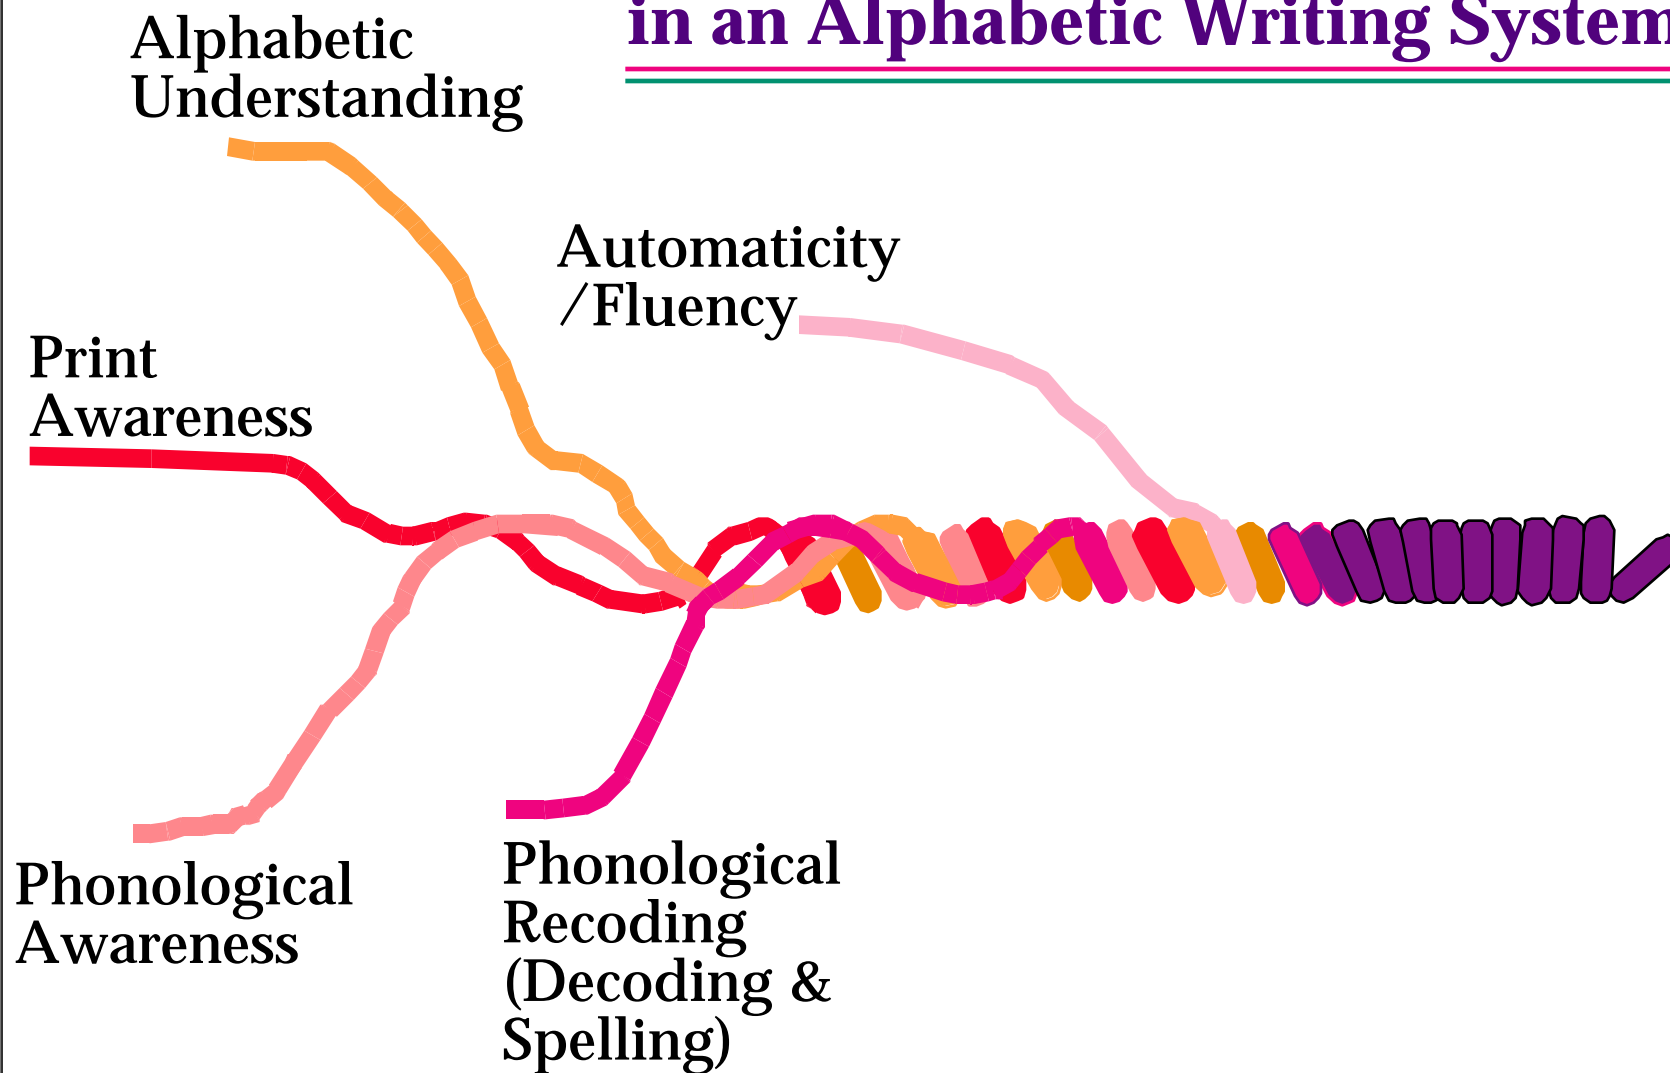 in an Alphabetic Writing System
Alphabetic
Understanding
Automaticity
/Fluency
Print
Awareness
Phonological
Awareness
Phonological
Recoding
(Decoding &
Spelling)